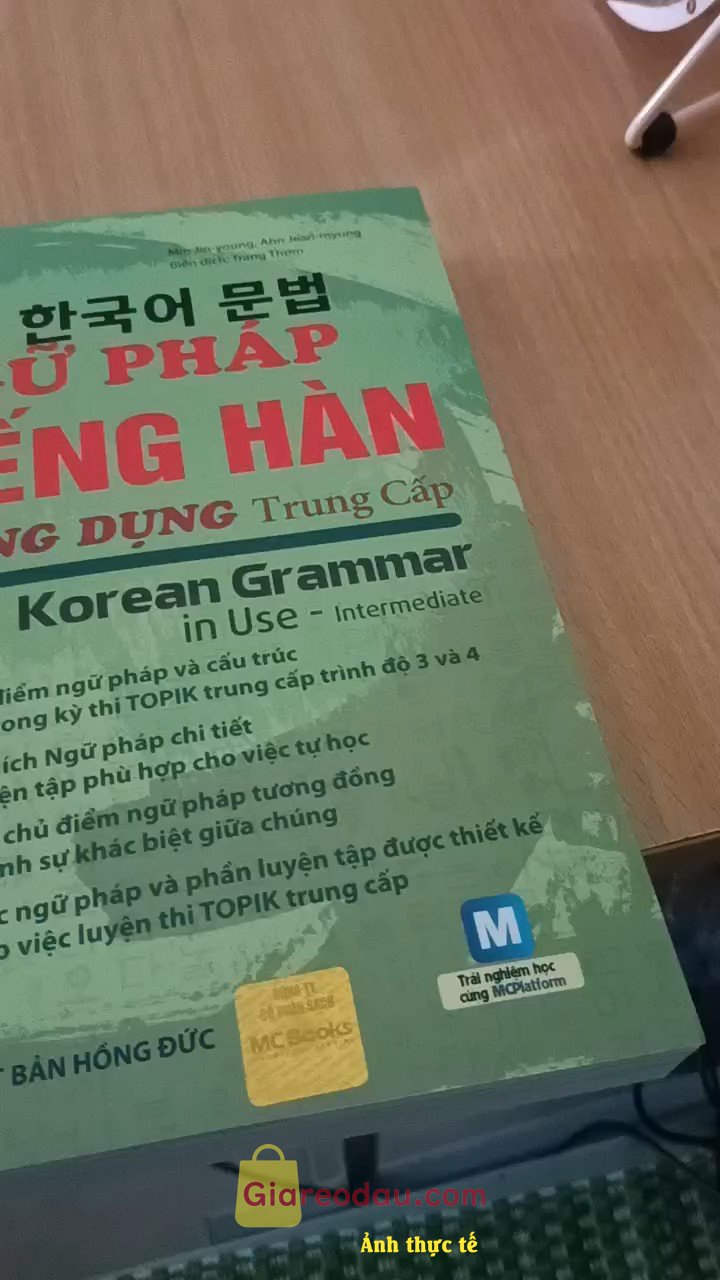 Min Jin-young, Ahn Jean-myung
Biên dịch: Trang Thơm
한국어 문법
Ữ PHÁP
ẾNG HÀN
NG DỤNG Trung Cấp
Korean Grammar
in Use - Intermediate
điểm ngữ pháp và cấu trúc
ong kỳ thi TOPIK trung cấp trình độ 3 và 4
ích Ngữ pháp chi tiết
ện tập phù hợp cho việc tự học
chủ điểm ngữ pháp tương đồng
nh sự khác biệt giữa chúng
c ngữ pháp và phần luyện tập được thiết kế
o việc luyện thi TOPIK trung cấp
M
Trải nghiệm học
cùng MCPlatform
MCBooks
BẢN HỒNG ĐỨC
Giareodau.com
Ảnh thực tế